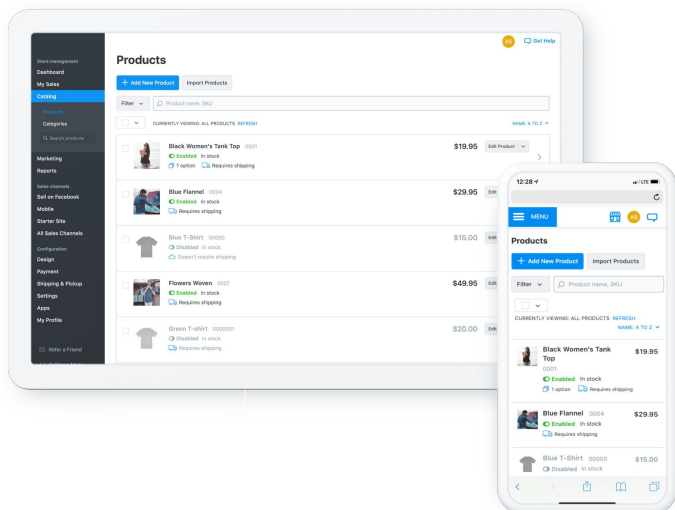 AS Get Help
Store management
Dashboard
My Sales
Catalog
Products
Categories
Search products
Marketing
Reports
Sales channels
Sell on Facebook
Mobile
Starter Site
All Sales Channels
Configuration
Design
Payment
Shipping & Pickup
Settings
Apps
My Profile
Refer a Friend
Products
+ Add New Product Import Products
Filter Product name, SKU
CURRENTLY VIEWING: ALL PRODUCTS REFRESH NAME: A TO Z
Black Women's Tank Top 0001 $19.95 Edit Product
Enabled In stock
1 option Requires shipping
Blue Flannel 0004 $29.95 Edit
Enabled In stock
Requires shipping
Blue T-Shirt 00000 $15.00 Edit
Disabled In stock
Doesn't require shipping
Flowers Woven 0007 $49.95 Edit
Enabled In stock
Requires shipping
Green T-shirt 0000001 $20.00 Edit
Disabled In stock
Requires shipping
12:28 LTE
MENU AS
Products
+ Add New Product Import Products
Filter Product name, SKU
CURRENTLY VIEWING: ALL PRODUCTS REFRESH
NAME: A TO Z
Black Women's Tank $19.95
Top
0001
Enabled In stock
1 option Requires shipping
Blue Flannel 0004 $29.95
Enabled In stock
Requires shipping
Blue T-Shirt 00000 $15.00
Disabled In stock